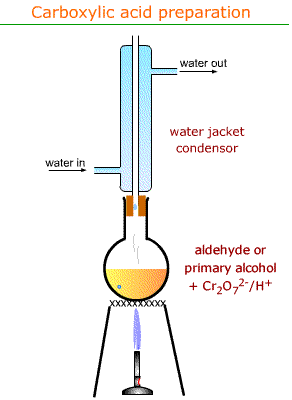 Carboxylic acid preparation
water out
water jacket
condensor
water in
aldehyde or
primary alcohol
+ Cr₂O₇²⁻/H⁺